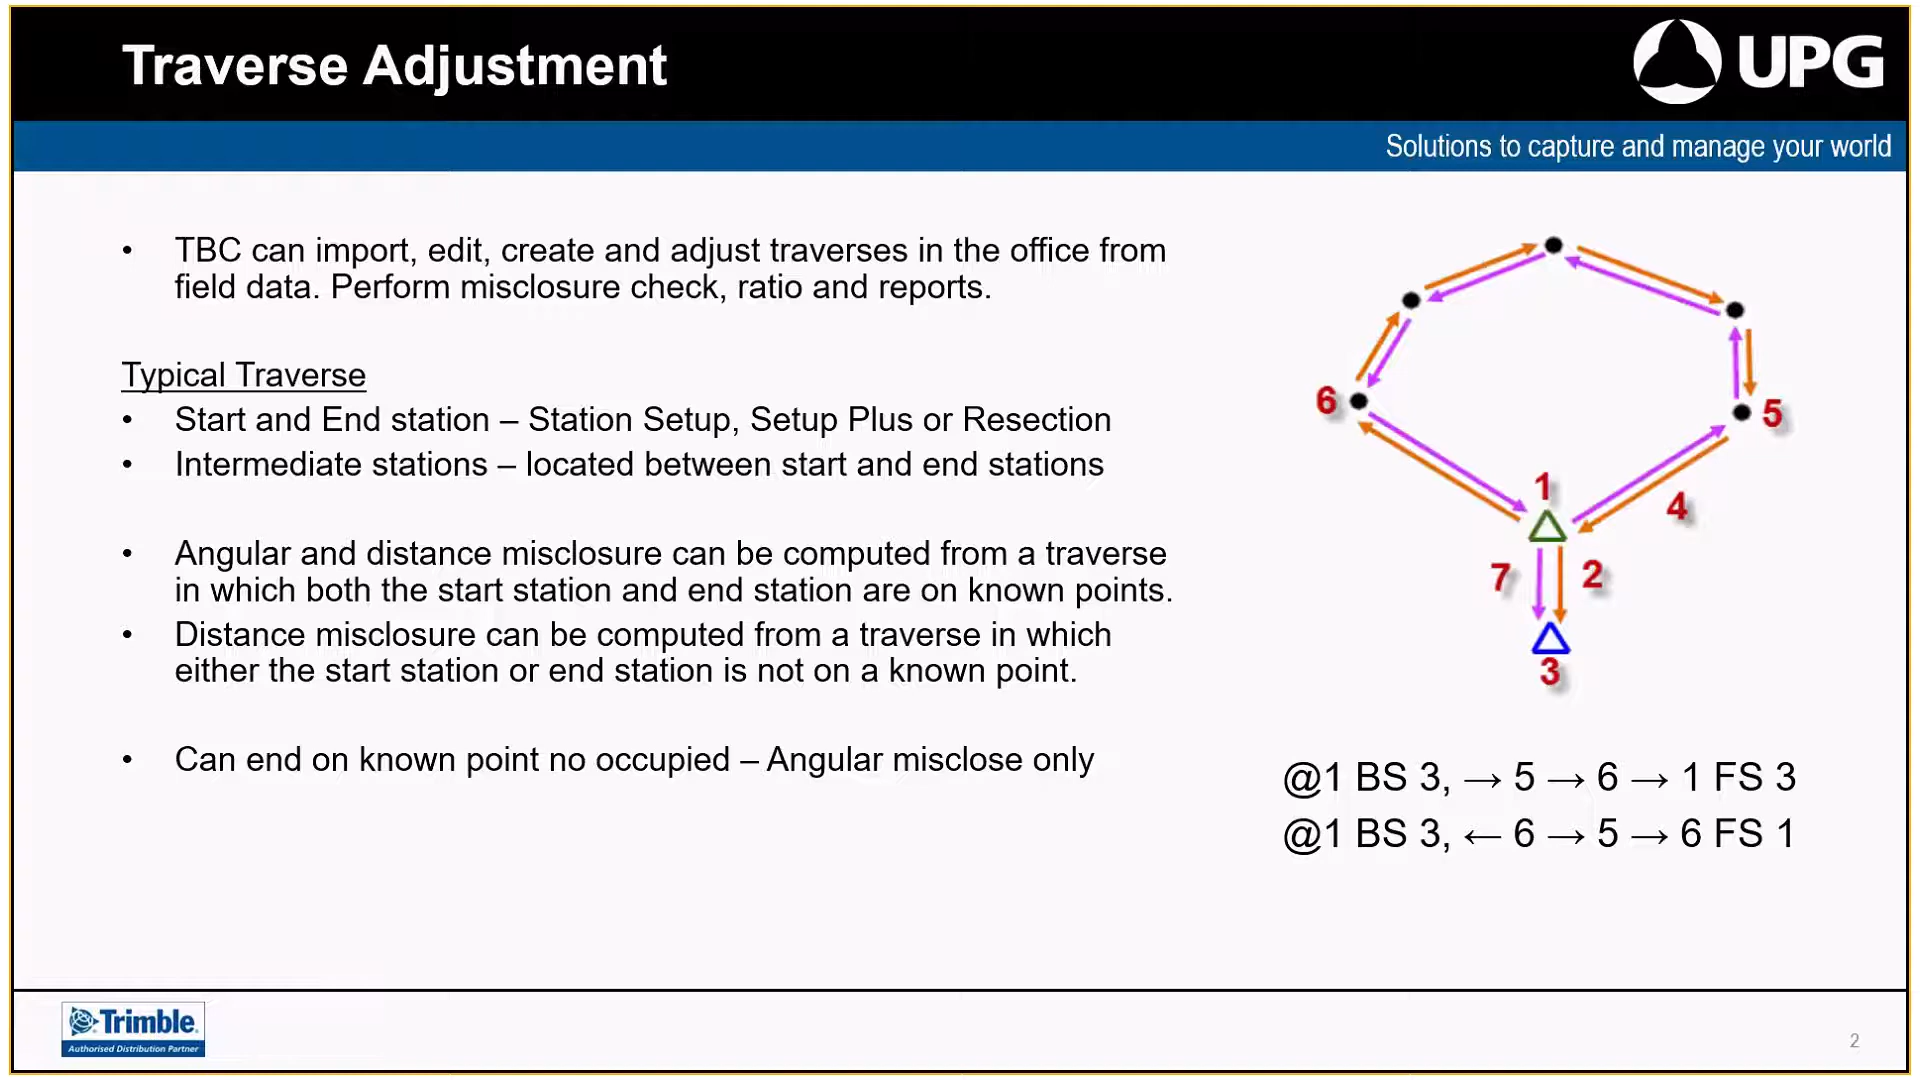 Traverse Adjustment
UPG
Solutions to capture and manage your world
• TBC can import, edit, create and adjust traverses in the office from
field data. Perform misclosure check, ratio and reports.
Typical Traverse
• Start and End station – Station Setup, Setup Plus or Resection
• Intermediate stations – located between start and end stations
• Angular and distance misclosure can be computed from a traverse
in which both the start station and end station are on known points.
• Distance misclosure can be computed from a traverse in which
either the start station or end station is not on a known point.
• Can end on known point no occupied – Angular misclose only
6
5
1
4
7
2
3
@1 BS 3, → 5 → 6 → 1 FS 3
@1 BS 3, ← 6 → 5 → 6 FS 1
Trimble.
Authorised Distribution Partner
2